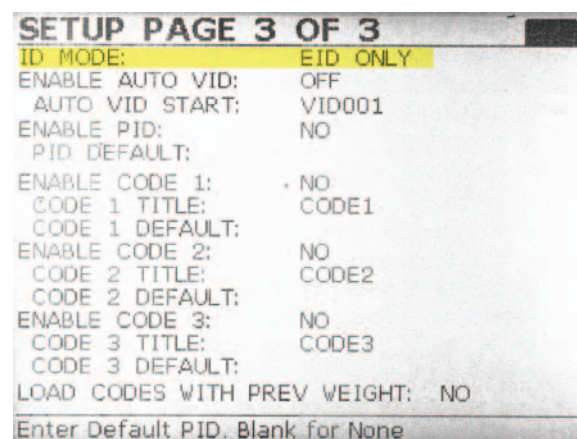 SETUP PAGE 3 OF 3
ID MODE: EID ONLY
ENABLE AUTO VID: OFF
AUTO VID START: VID001
ENABLE PID: NO
PID DEFAULT:
ENABLE CODE 1: NO
CODE 1 TITLE: CODE1
CODE 1 DEFAULT:
ENABLE CODE 2: NO
CODE 2 TITLE: CODE2
CODE 2 DEFAULT:
ENABLE CODE 3: NO
CODE 3 TITLE: CODE3
CODE 3 DEFAULT:
LOAD CODES WITH PREV WEIGHT: NO
Enter Default PID, Blank for None